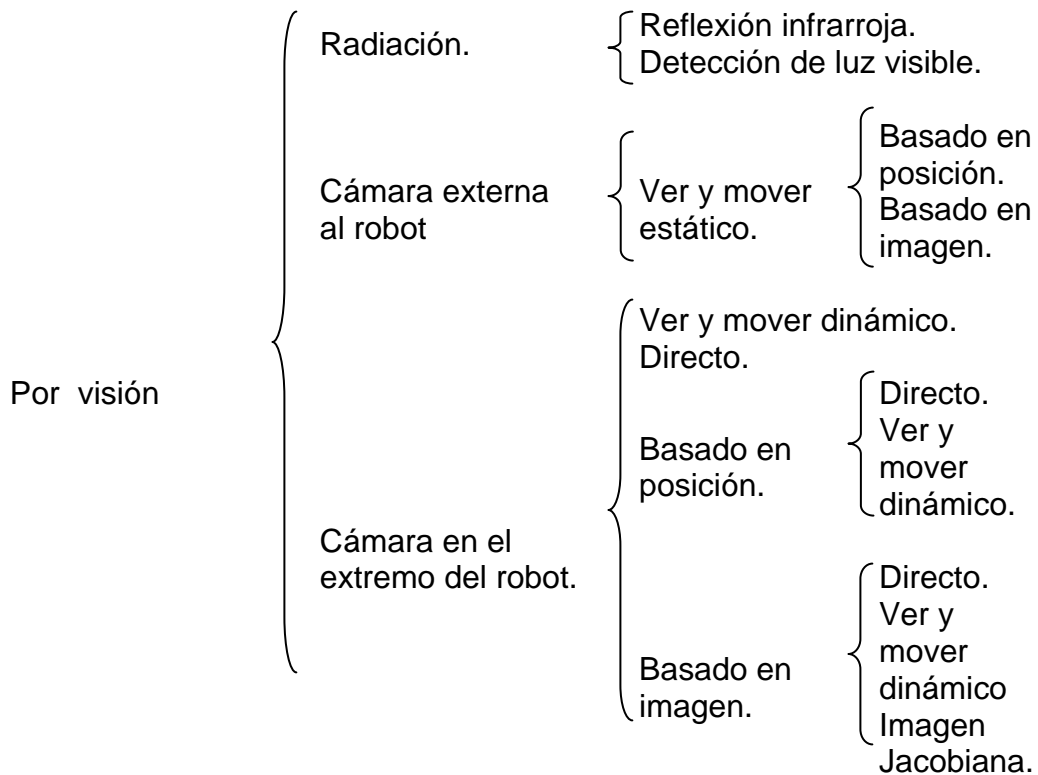 Por visión
Radiación.
Reflexión infrarroja.
Detección de luz visible.
Cámara externa
al robot
Ver y mover
estático.
Basado en
posición.
Basado en
imagen.
Cámara en el
extremo del robot.
Ver y mover dinámico.
Directo.
Basado en
posición.
Directo.
Ver y
mover
dinámico.
Basado en
imagen.
Directo.
Ver y
mover
dinámico
Imagen
Jacobiana.